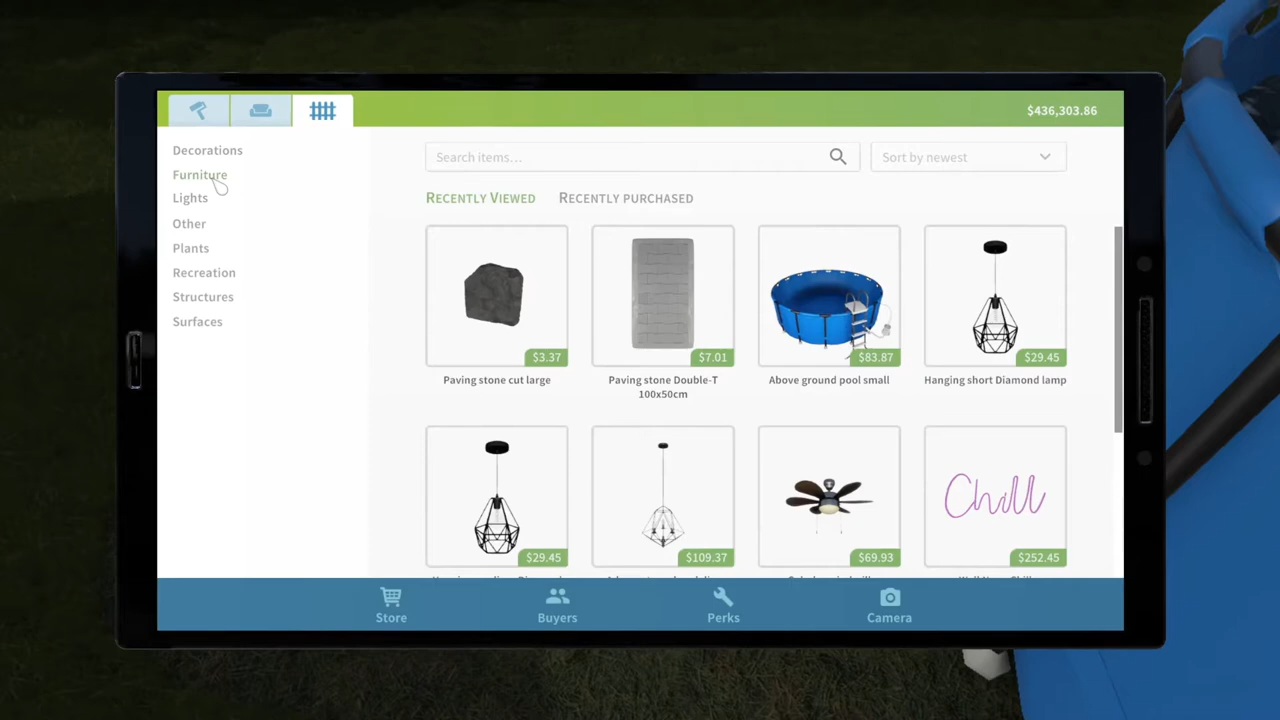 $436,303.86
Decorations
Furniture
Lights
Other
Plants
Recreation
Structures
Surfaces
Search items...
Sort by newest
RECENTLY VIEWED
RECENTLY PURCHASED
$3.37
Paving stone cut large
$7.01
Paving stone Double-T
100x50cm
$83.87
Above ground pool small
$29.45
Hanging short Diamond lamp
$29.45
$109.37
$69.93
Chill
$252.45
Store
Buyers
Perks
Camera